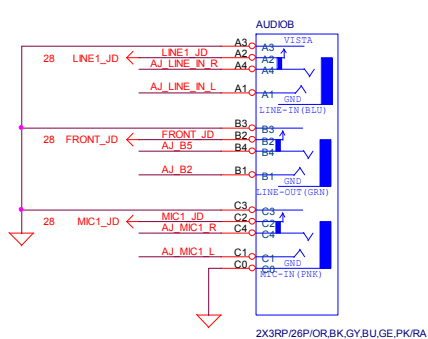 AUDIOB
VISTA
A3 A3
28 LINE1_JD LINE1_JD A2 A2
AJ_LINE_IN_R A4 A4
AJ_LINE_IN_L A1 A1
GND
LINE-IN(BLU)
B3 B3
28 FRONT_JD FRONT_JD B2 B2
AJ_B5 B4 B4
AJ_B2 B1 B1
GND
LINE-OUT(GRN)
C3 C3
28 MIC1_JD MIC1_JD C2 C2
AJ_MIC1_R C4 C4
AJ_MIC1_L C1 C1
GND
C0 C0
MIC-IN(PNK)
2X3RP/26P/OR,BK,GY,BU,GE,PK/RA